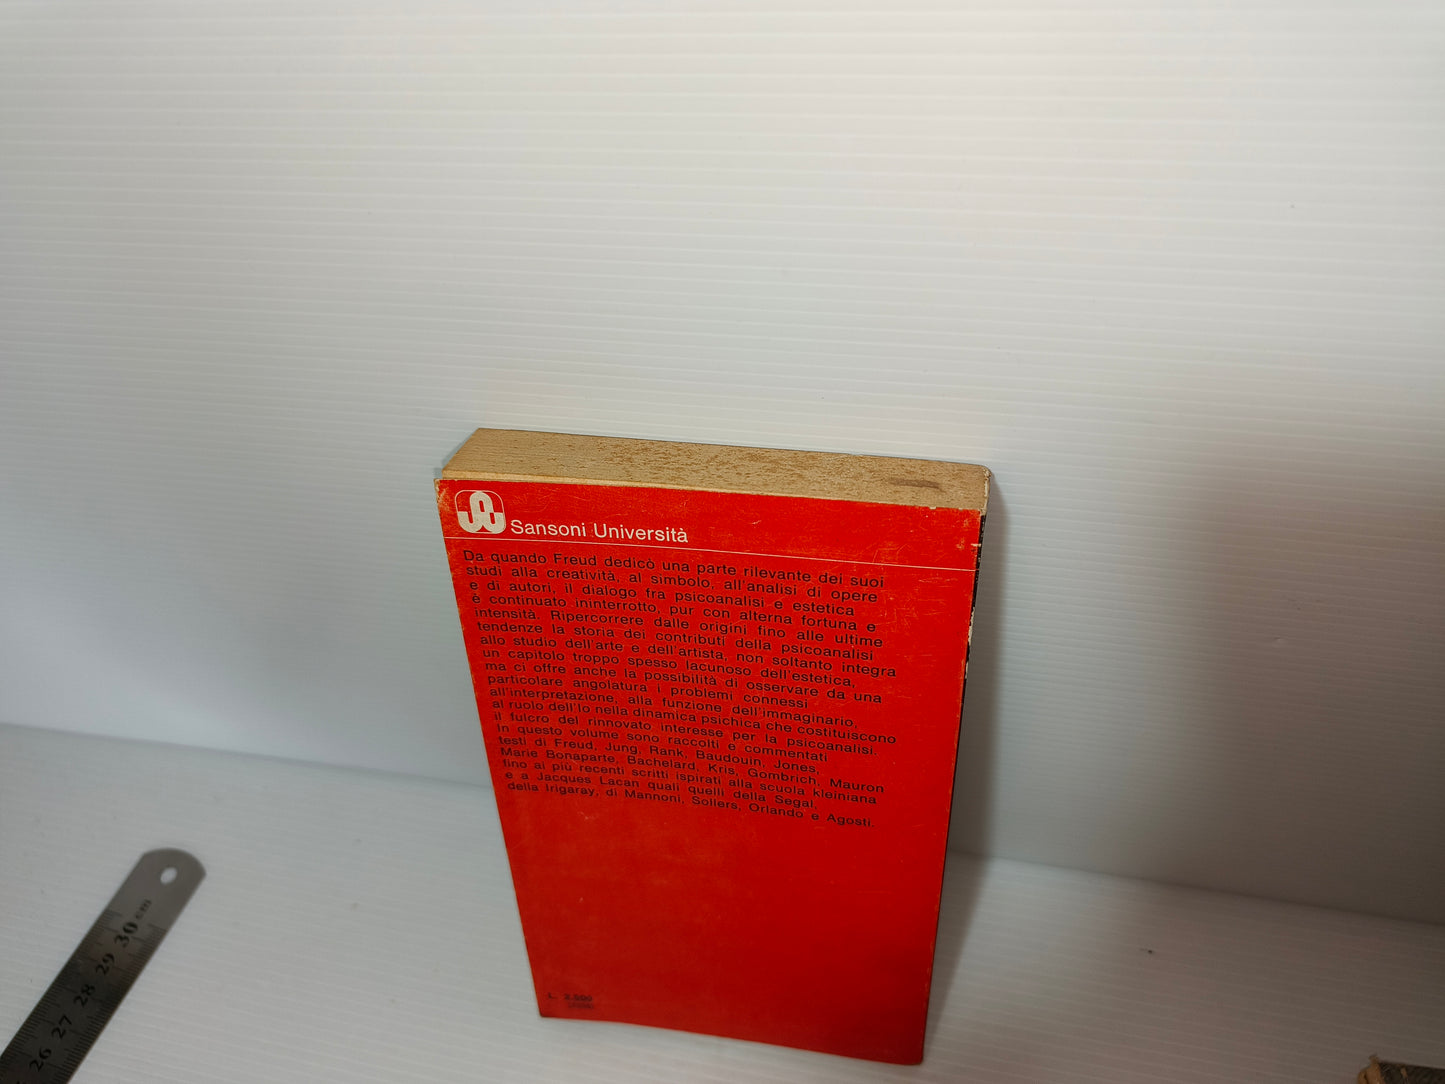 Sansoni Università
Da quando Freud dedicò una parte rilevante dei suoi
studi alla creatività, al simbolo, all'analisi di opere
e di autori, il dialogo fra psicoanalisi e estetica
è continuato ininterrotto, pur con alterna fortuna e
intensità. Ripercorrere dalle origini fino alle ultime
tendenze la storia dei contributi della psicoanalisi
allo studio dell'arte e dell'artista, non soltanto integra
un capitolo troppo spesso lacunoso dell'estetica,
ma ci offre anche la possibilità di osservare da una
particolare angolatura i problemi connessi
all'interpretazione, alla funzione dell'immaginario,
al ruolo dell'Io nella dinamica psichica che costituiscono
il fulcro del rinnovato interesse per la psicoanalisi.
In questo volume sono raccolti e commentati
testi di Freud, Jung, Rank, Baudouin, Jones,
Marie Bonaparte, Bachelard, Kris, Gombrich, Mauron
fino ai più recenti scritti ispirati alla scuola kleiniana
e a Jacques Lacan quali quelli della Segal,
della Irigaray, di Mannoni, Sollers, Orlando e Agosti.
L. 2.500
26 27 28 29 30 cm